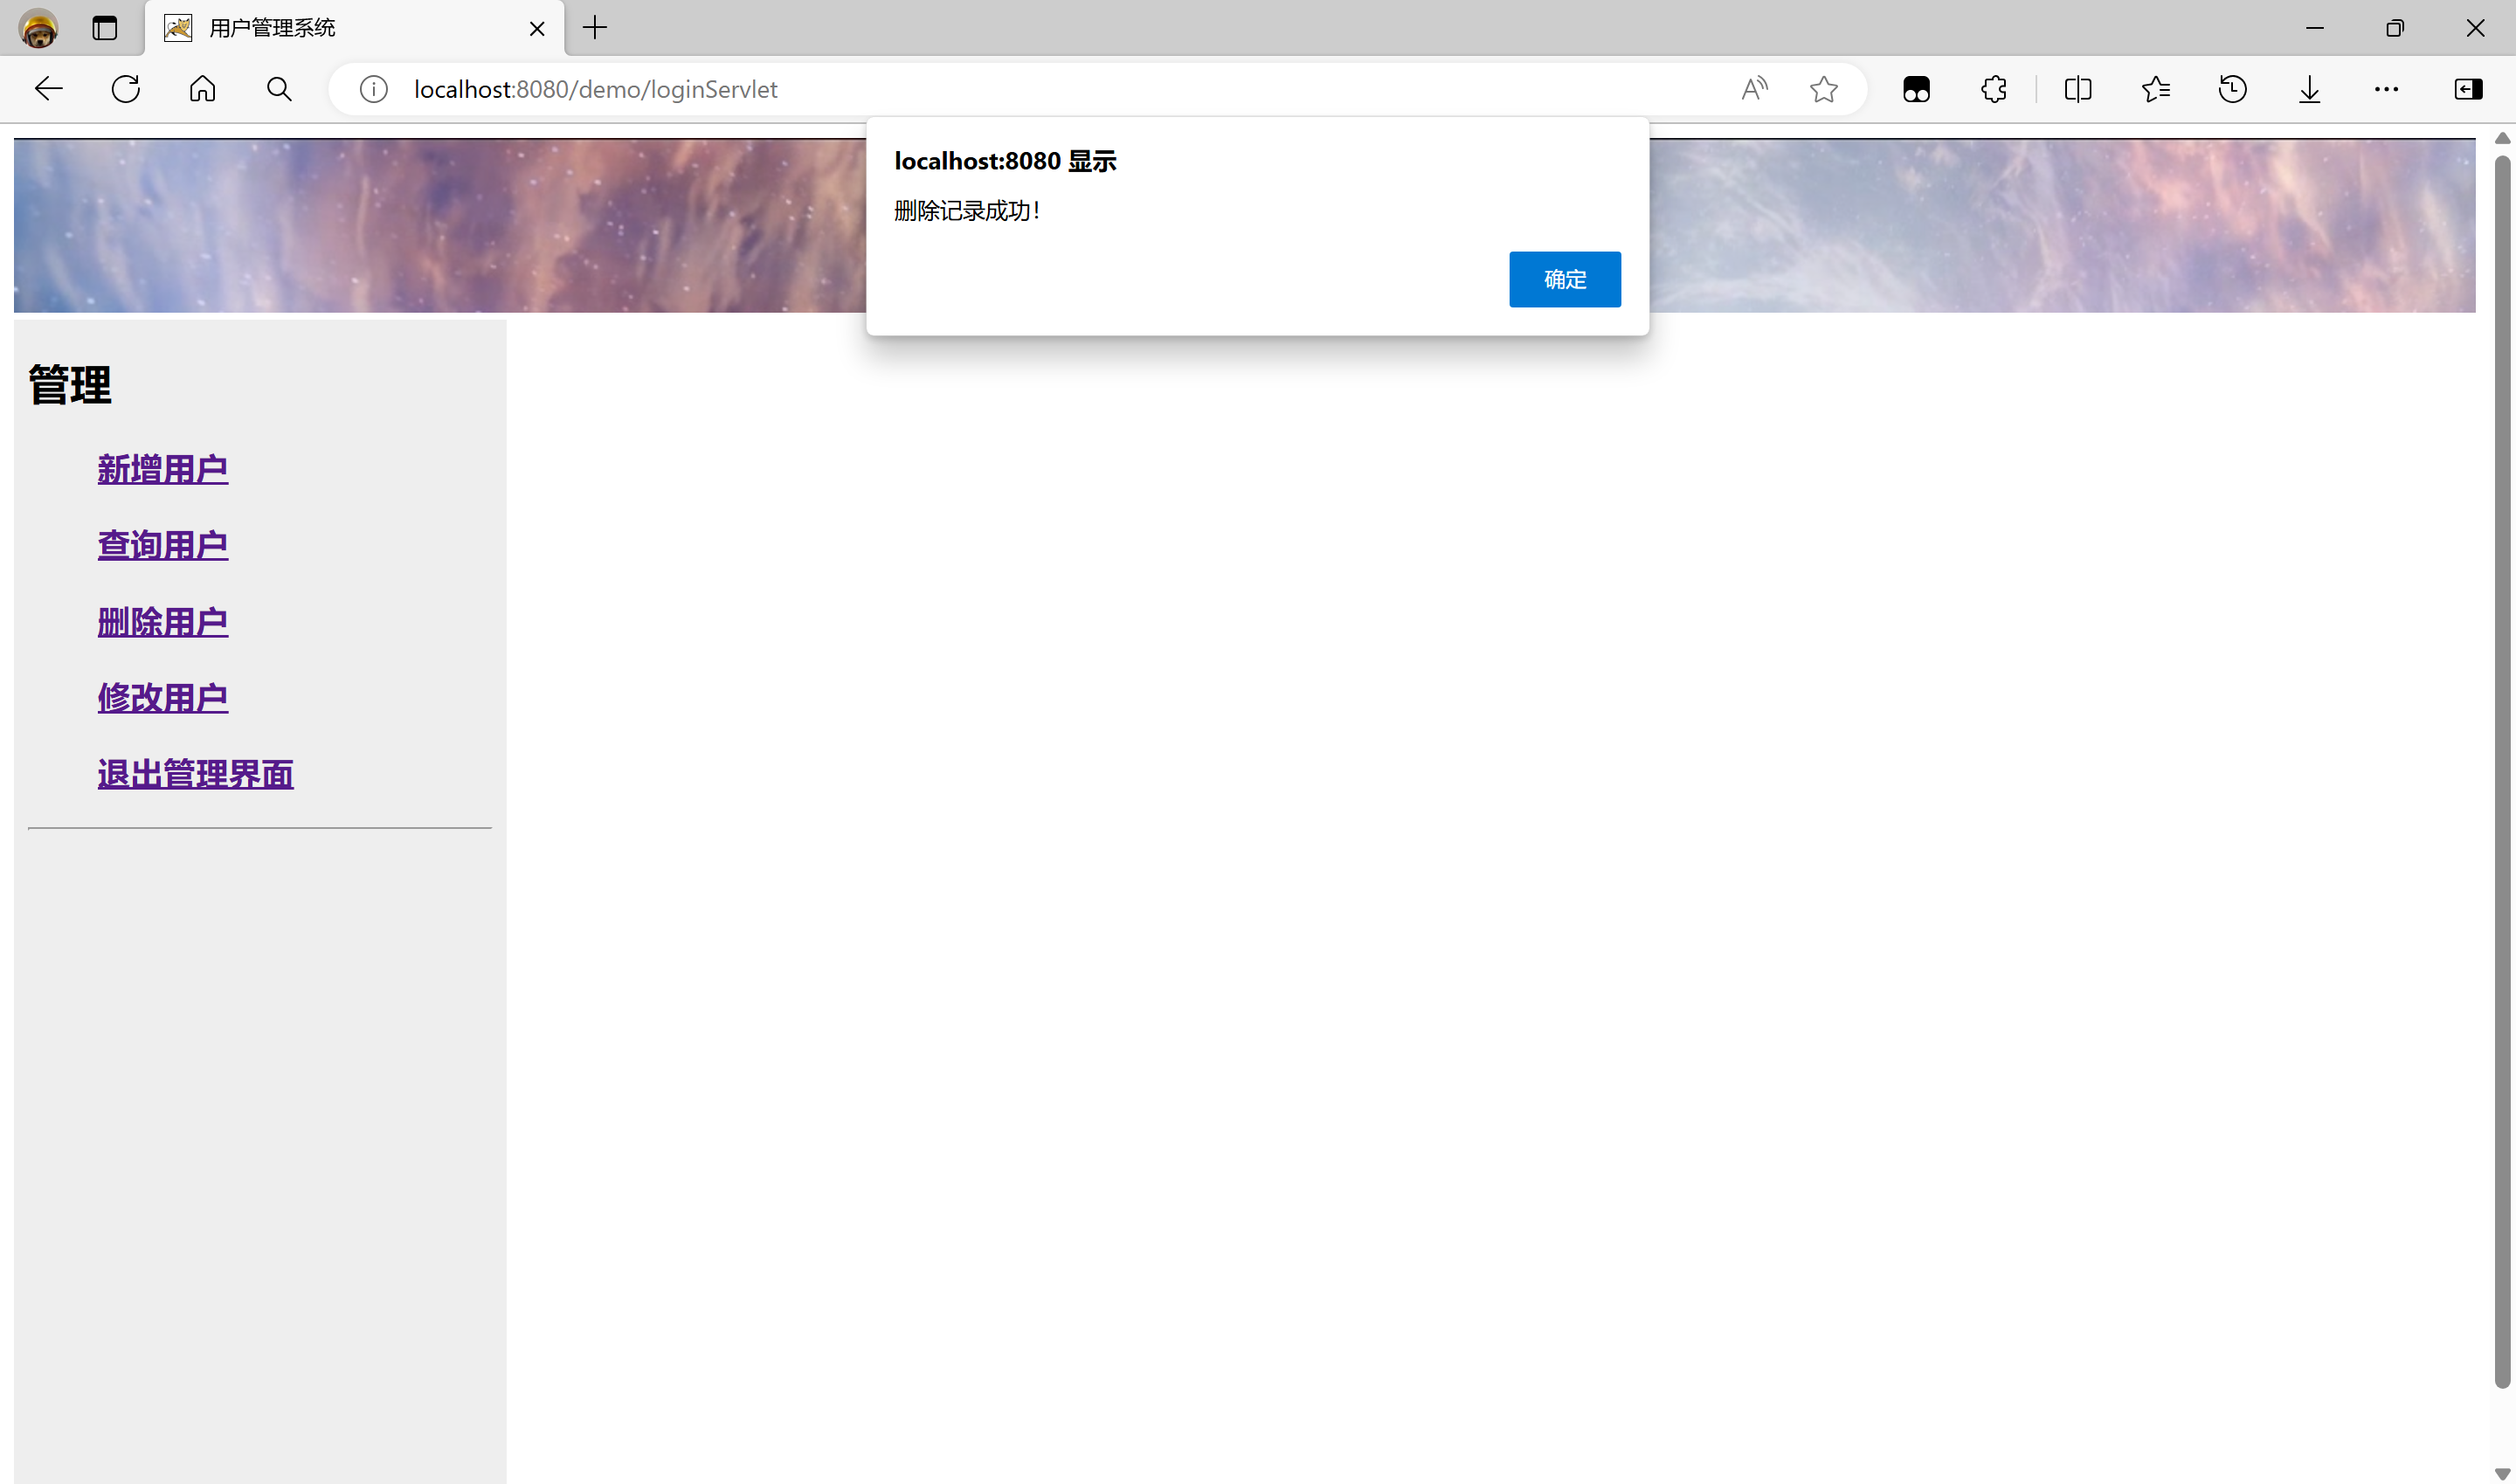 用户管理系统
localhost:8080/demo/loginServlet
localhost:8080 显示
删除记录成功！
确定
管理
新增用户
查询用户
删除用户
修改用户
退出管理界面